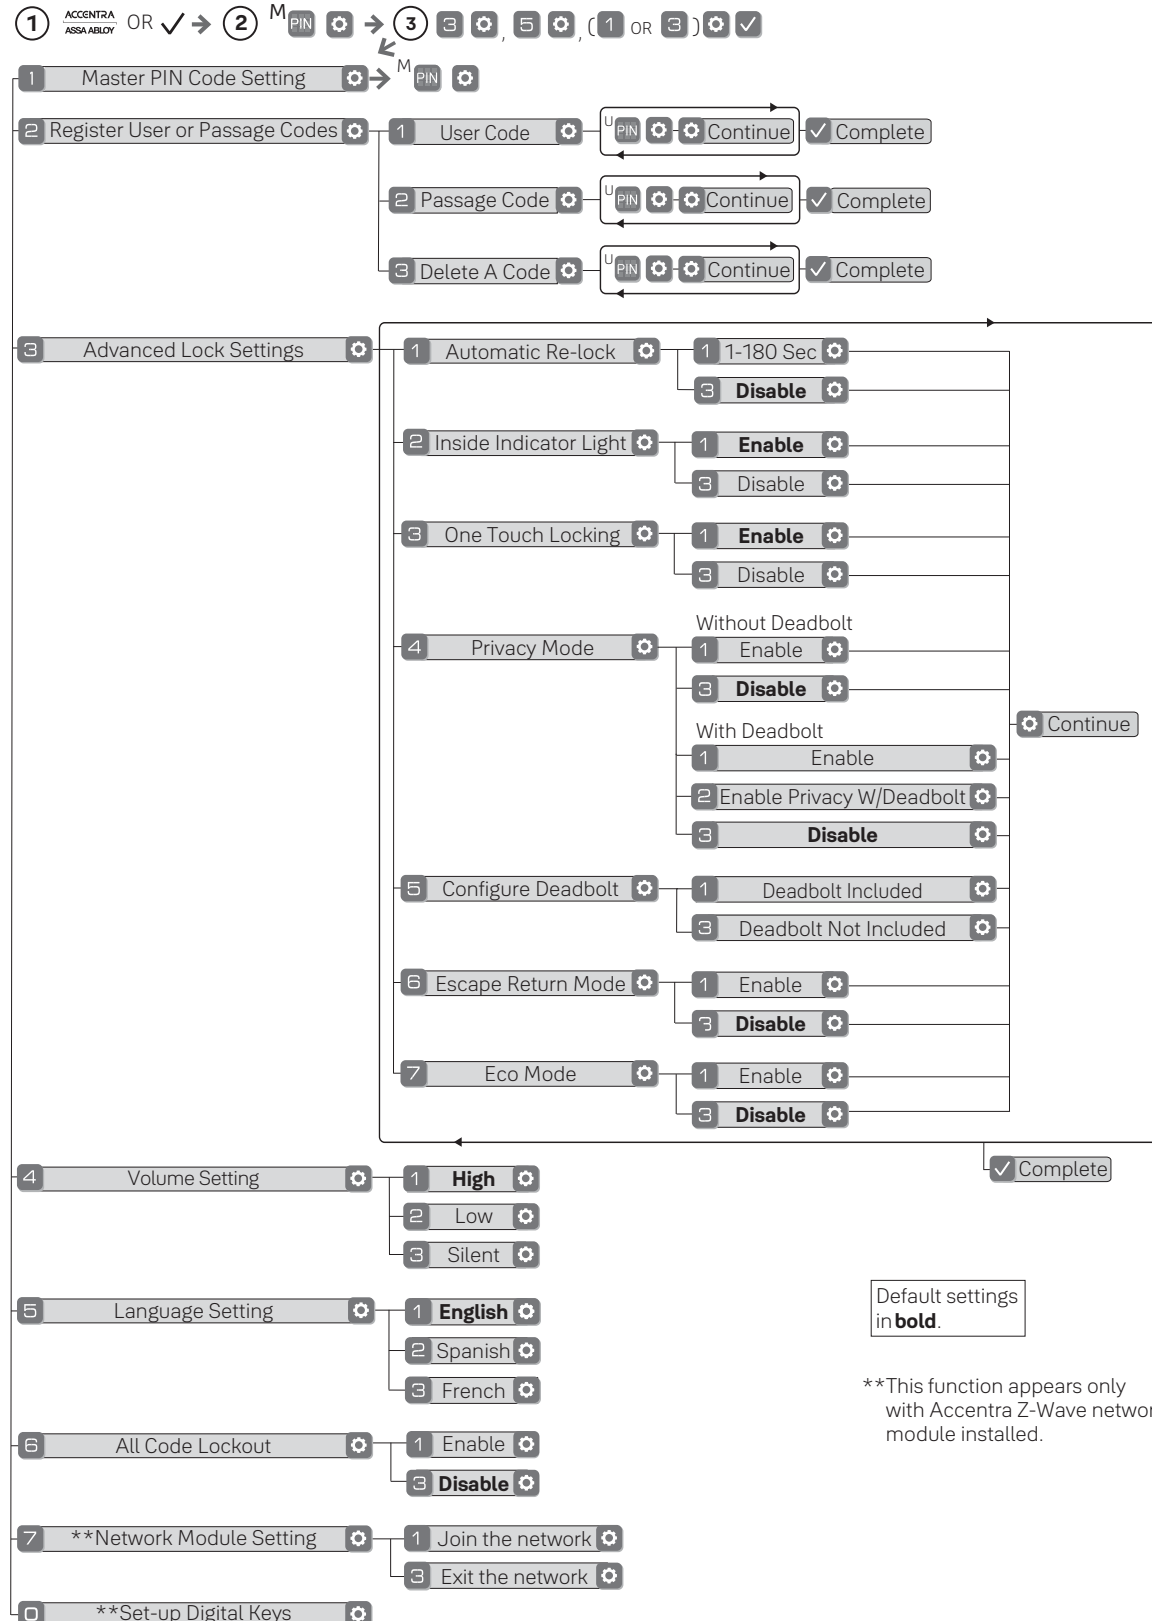 1 ACCENTRA ASSA ABLOY OR ✓ → 2 M PIN → 3 3 , 5 , ( 1 OR 3 ) ✓
1 Master PIN Code Setting → M PIN
2 Register User or Passage Codes
1 User Code U PIN Continue ✓ Complete
2 Passage Code U PIN Continue ✓ Complete
3 Delete A Code U PIN Continue ✓ Complete
3 Advanced Lock Settings
1 Automatic Re-lock
1 1-180 Sec
3 Disable
2 Inside Indicator Light
1 Enable
3 Disable
3 One Touch Locking
1 Enable
3 Disable
4 Privacy Mode
Without Deadbolt
1 Enable
3 Disable
With Deadbolt
1 Enable
2 Enable Privacy W/Deadbolt
3 Disable
5 Configure Deadbolt
1 Deadbolt Included
3 Deadbolt Not Included
6 Escape Return Mode
1 Enable
3 Disable
7 Eco Mode
1 Enable
3 Disable
Continue
✓ Complete
4 Volume Setting
1 High
2 Low
3 Silent
5 Language Setting
1 English
2 Spanish
3 French
6 All Code Lockout
1 Enable
3 Disable
7 **Network Module Setting
1 Join the network
3 Exit the network
0 **Set-up Digital Keys
Default settings
in bold.
**This function appears only
with Accentra Z-Wave networ
module installed.